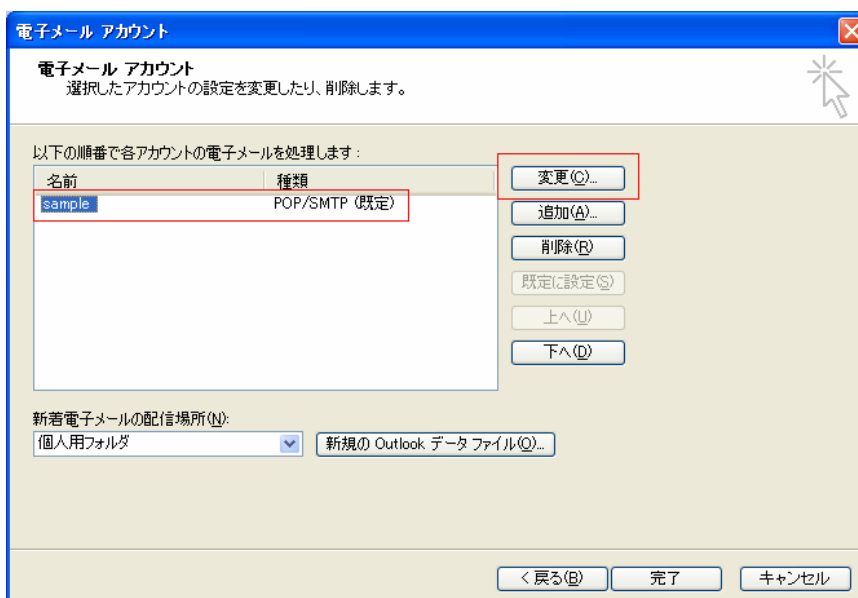 電子メール アカウント
電子メール アカウント
選択したアカウントの設定を変更したり、削除します。
以下の順番で各アカウントの電子メールを処理します:
名前 種類
sample POP/SMTP (既定)
変更(C)...
追加(A)...
削除(R)
既定に設定(S)
上へ(U)
下へ(D)
新着電子メールの配信場所(N):
個人用フォルダ
新規の Outlook データ ファイル(O)...
< 戻る(B)
完了
キャンセル